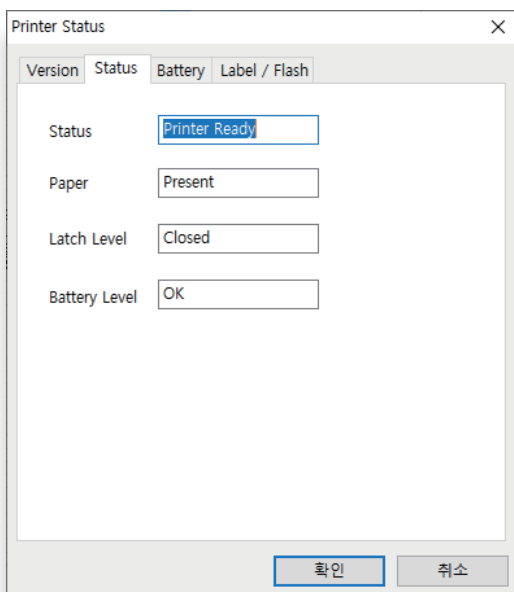 Printer Status
Version Status Battery Label / Flash
Status Printer Ready
Paper Present
Latch Level Closed
Battery Level OK
확인 취소